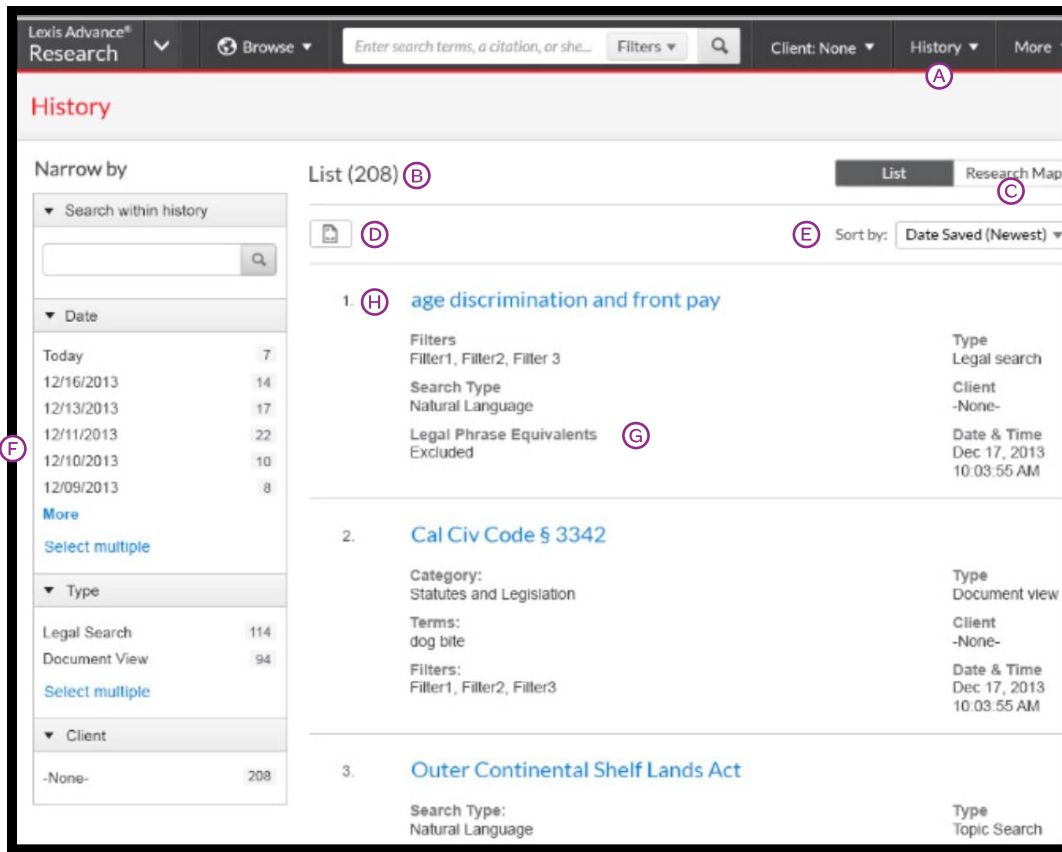 Lexis Advance®
Research
Browse
Enter search terms, a citation, or she...
Filters
Client: None
History
More
A
History
Narrow by
List (208) B
List
Research Map
C
Search within history
D
E Sort by: Date Saved (Newest)
1. H age discrimination and front pay
Date
Filters
Filter1, Filter2, Filter 3
Type
Legal search
Today 7
12/16/2013 14
12/13/2013 17
12/11/2013 22
12/10/2013 10
12/09/2013 8
More
Select multiple
F
Search Type
Natural Language
Client
-None-
Legal Phrase Equivalents G
Excluded
Date & Time
Dec 17, 2013
10:03:55 AM
2. Cal Civ Code § 3342
Type
Legal Search 114
Document View 94
Select multiple
Category:
Statutes and Legislation
Type
Document view
Terms:
dog bite
Client
-None-
Filters:
Filter1, Filter2, Filter3
Date & Time
Dec 17, 2013
10:03:55 AM
Client
-None- 208
3. Outer Continental Shelf Lands Act
Search Type:
Natural Language
Type
Topic Search